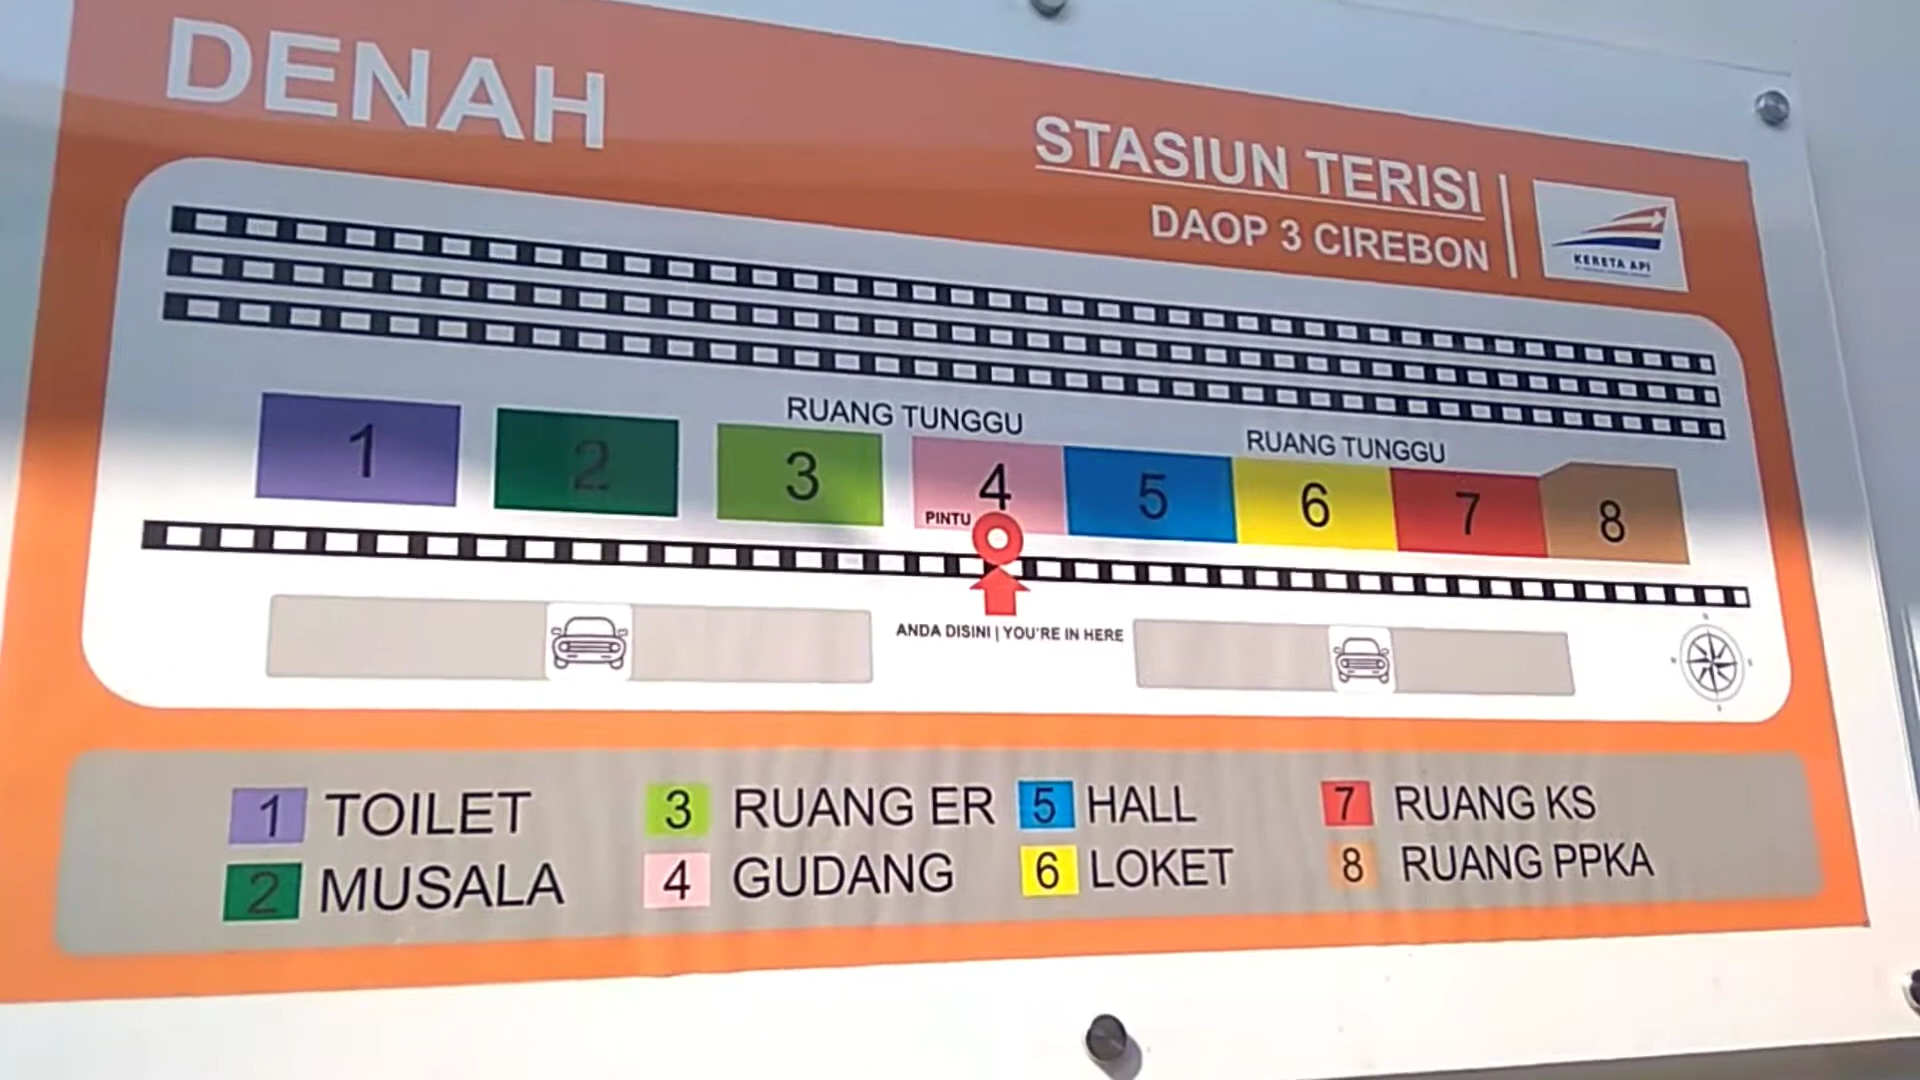 DENAH
STASIUN TERISI
DAOP 3 CIREBON
KERETA API
RUANG TUNGGU
RUANG TUNGGU
1
2
3
4
5
6
7
8
PINTU
ANDA DISINI | YOU'RE IN HERE
1 TOILET
2 MUSALA
3 RUANG ER
4 GUDANG
5 HALL
6 LOKET
7 RUANG KS
8 RUANG PPKA